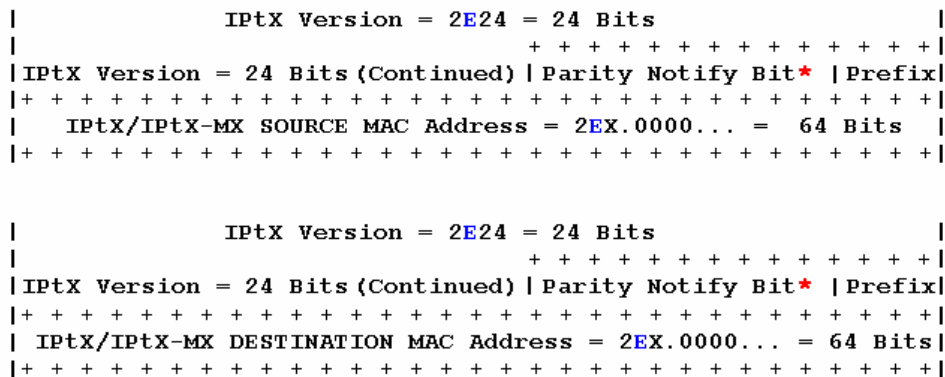 |                IPtX Version = 2E24 = 24 Bits                |
|                                  + + + + + + + + + + + + + +|
|IPtX Version = 24 Bits (Continued) | Parity Notify Bit* |Prefix|
|+ + + + + + + + + + + + + + + + + + + + + + + + + + + + + + +|
|   IPtX/IPtX-MX SOURCE MAC Address = 2EX.0000... =  64 Bits  |
|+ + + + + + + + + + + + + + + + + + + + + + + + + + + + + + +|
|                IPtX Version = 2E24 = 24 Bits                |
|                                  + + + + + + + + + + + + + +|
|IPtX Version = 24 Bits (Continued) | Parity Notify Bit* |Prefix|
|+ + + + + + + + + + + + + + + + + + + + + + + + + + + + + + +|
| IPtX/IPtX-MX DESTINATION MAC Address = 2EX.0000... = 64 Bits|
|+ + + + + + + + + + + + + + + + + + + + + + + + + + + + + + +|